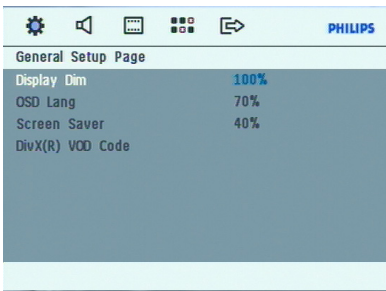 PHILIPS
General Setup Page
Display Dim 100%
OSD Lang 70%
Screen Saver 40%
DivX(R) VOD Code